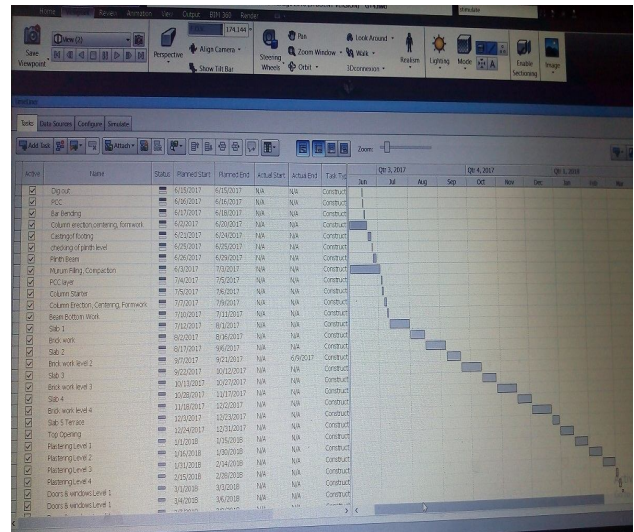 Home Review Animation View Output BIM 360 Render
Save Viewpoint
View (2)
Perspective
174.144
Align Camera
Show Tilt Bar
Steering Wheels
Pan
Zoom Window
Orbit
Look Around
Walk
3Dconnexion
Realism
Lighting
Mode
Enable Sectioning
Image
Tasks Data Sources Configure Simulate
Add Task Attach Zoom:
Active Name Status Planned Start Planned End Actual Start Actual End Task Typ
Qtr 3, 2017 Qtr 4, 2017 Qtr 1, 2018
Jun Jul Aug Sep Oct Nov Dec Jan Feb Mar
Dig out 6/15/2017 6/15/2017 N/A N/A Construct
PCC 6/16/2017 6/16/2017 N/A N/A Construct
Bar Bending 6/17/2017 6/18/2017 N/A N/A Construct
Column erection,centering, formwork 6/2/2017 6/20/2017 N/A N/A Construct
Castingof footing 6/21/2017 6/24/2017 N/A N/A Construct
checking of plinth level 6/25/2017 6/25/2017 N/A N/A Construct
Plinth Beam 6/26/2017 6/29/2017 N/A N/A Construct
Murum Filing, Compaction 6/3/2017 7/3/2017 N/A N/A Construct
PCC layer 7/4/2017 7/5/2017 N/A N/A Construct
Column Starter 7/5/2017 7/6/2017 N/A N/A Construct
Column Erection, Centering, Formwork 7/7/2017 7/9/2017 N/A N/A Construct
Beam Bottom Work 7/10/2017 7/11/2017 N/A N/A Construct
Slab 1 7/12/2017 8/1/2017 N/A N/A Construct
Brick work 8/2/2017 8/16/2017 N/A N/A Construct
Slab 2 8/17/2017 9/6/2017 N/A N/A Construct
Brick work level 2 9/7/2017 9/21/2017 N/A 6/9/2017 Construct
Slab 3 9/22/2017 10/12/2017 N/A N/A Construct
Brick work level 3 10/13/2017 10/27/2017 N/A N/A Construct
Slab 4 10/28/2017 11/17/2017 N/A N/A Construct
Brick work level 4 11/18/2017 12/2/2017 N/A N/A Construct
Slab 5 Terrace 12/3/2017 12/23/2017 N/A N/A Construct
Top Opening 12/24/2017 12/31/2017 N/A N/A Construct
Plastering Level 1 1/1/2018 1/15/2018 N/A N/A Construct
Plastering Level 2 1/16/2018 1/30/2018 N/A N/A Construct
Plastering Level 3 1/31/2018 2/14/2018 N/A N/A Construct
Plastering Level 4 2/15/2018 2/28/2018 N/A N/A Construct
Doors & windows Level 1 3/1/2018 3/3/2018 N/A N/A Construct
Doors & windows Level 3/4/2018 3/6/2018 N/A N/A Construct